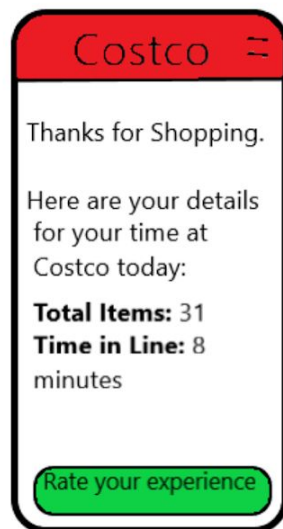 Costco
Thanks for Shopping.
Here are your details
for your time at
Costco today:
Total Items: 31
Time in Line: 8
minutes
Rate your experience